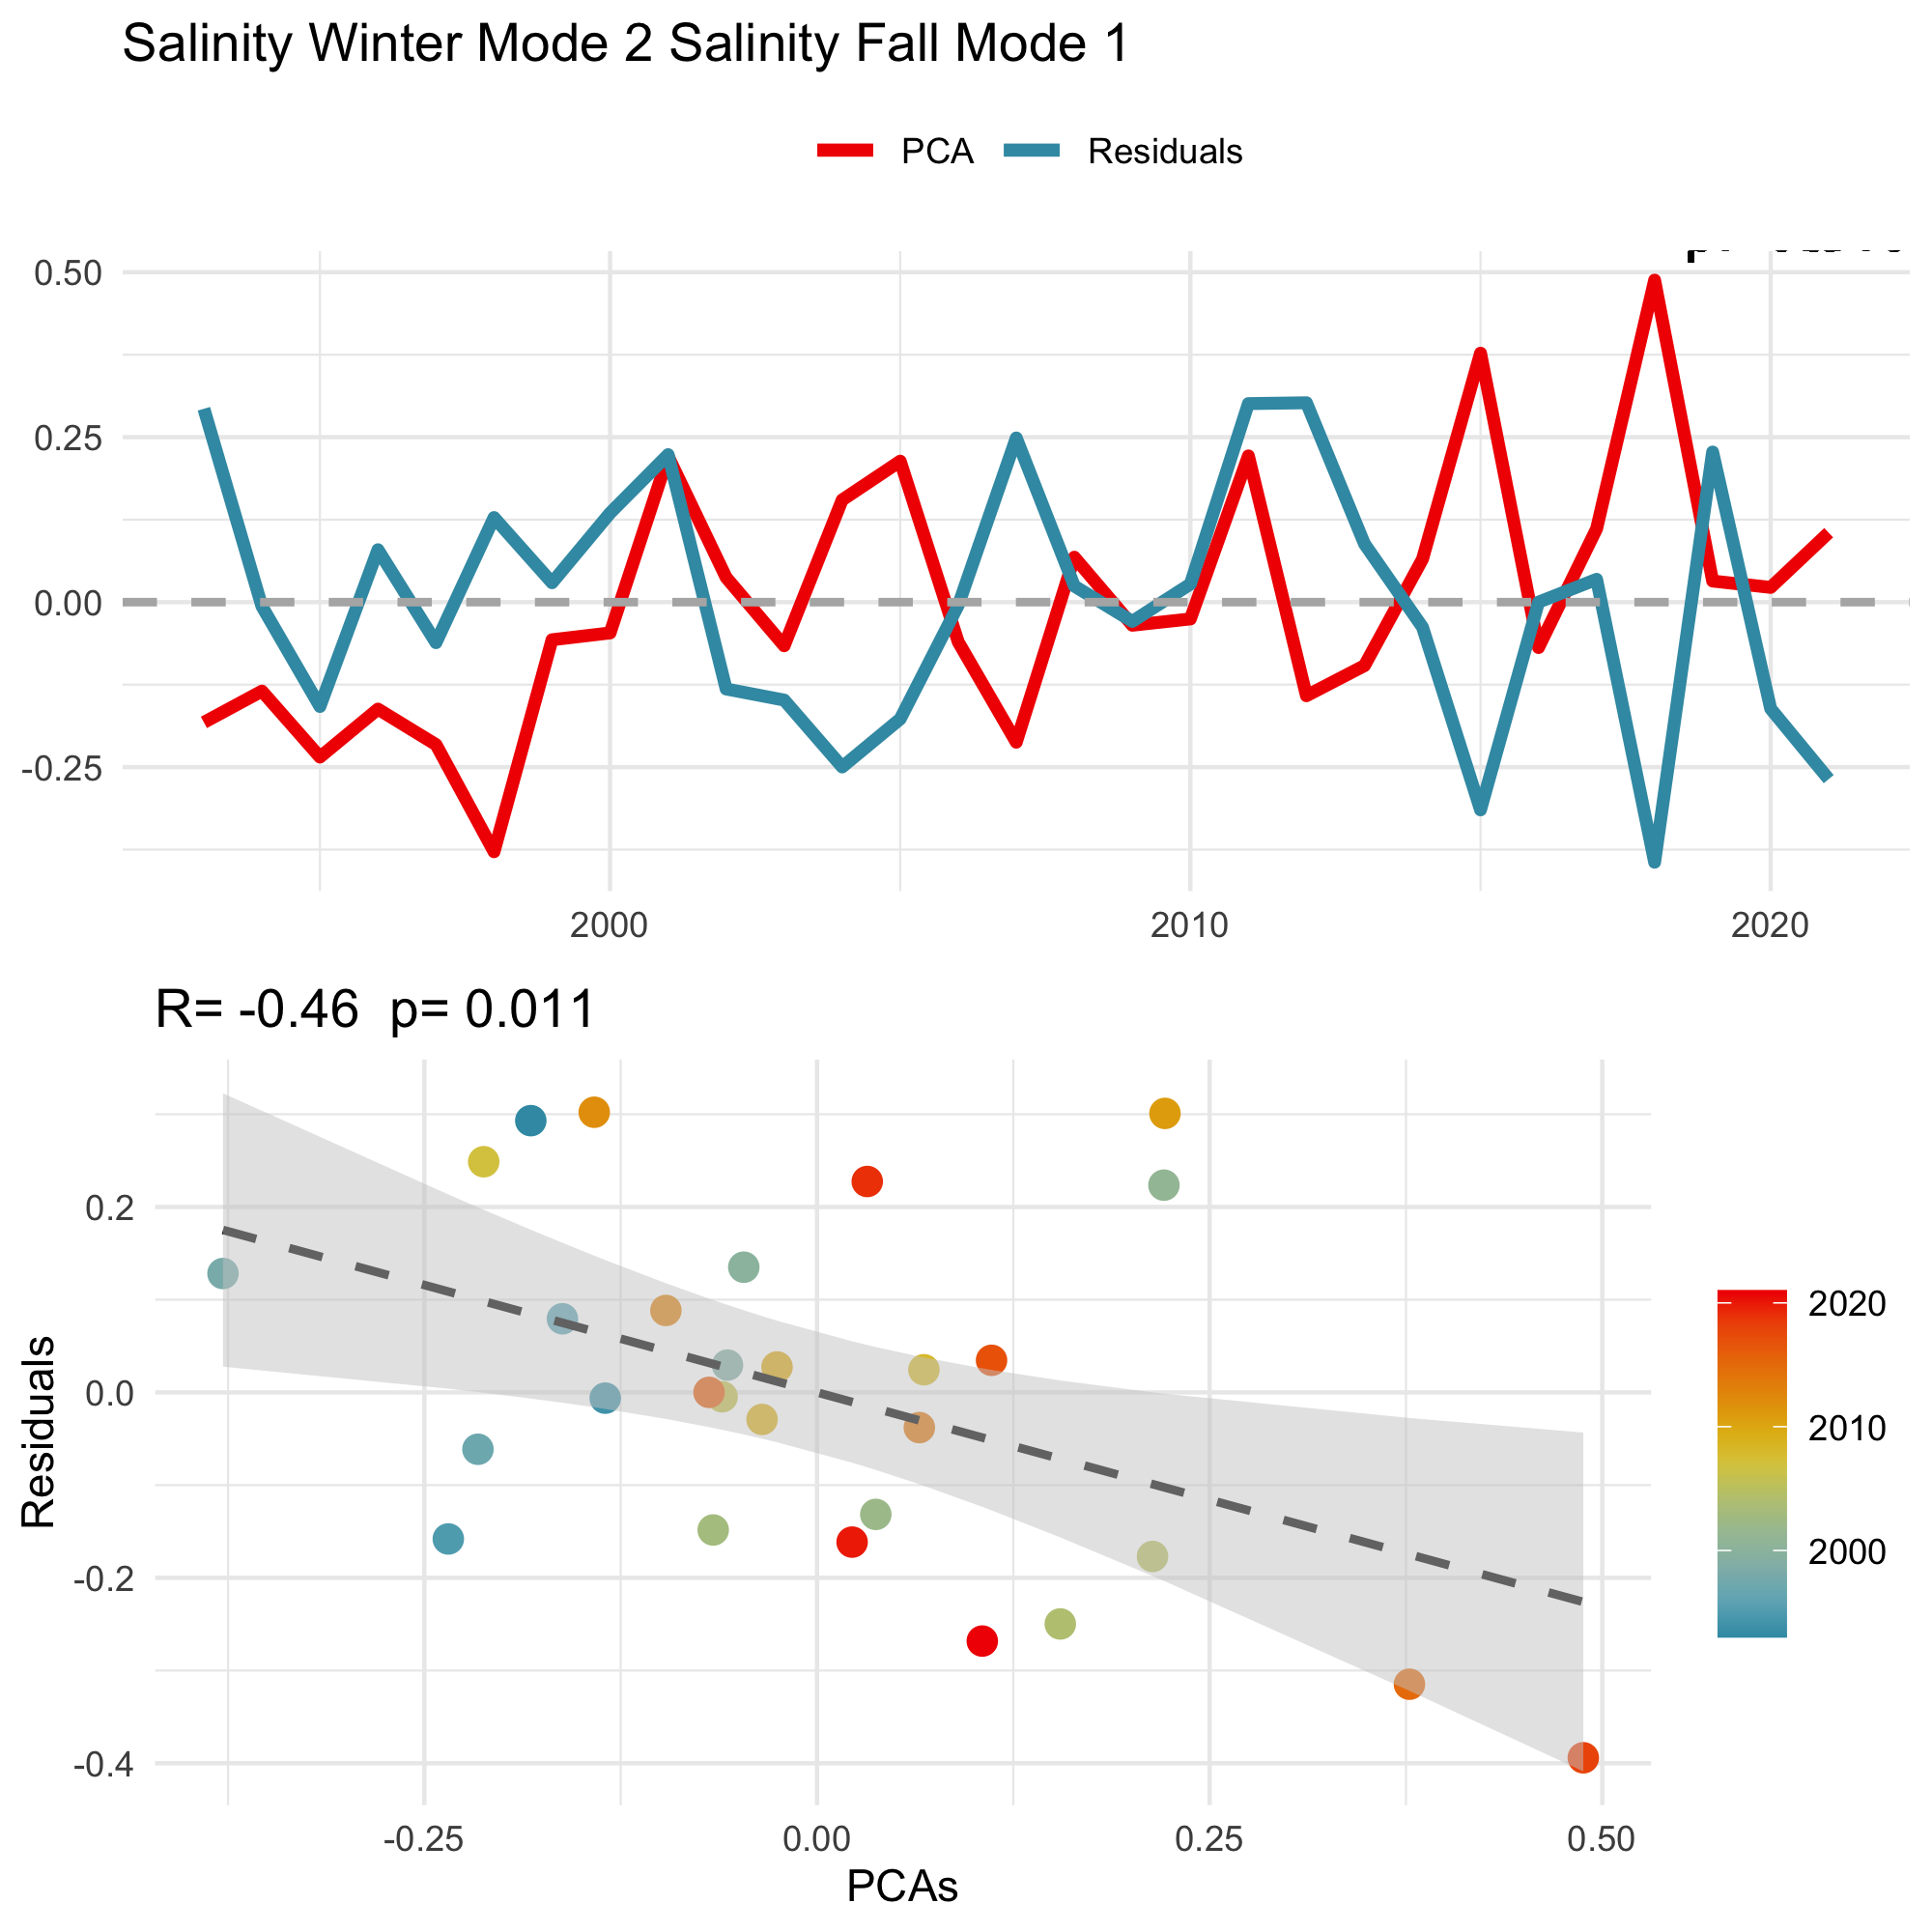 Salinity Winter Mode 2 Salinity Fall Mode 1
PCA Residuals
0.50
0.25
0.00
-0.25
2000 2010 2020
R= -0.46 p= 0.011
Residuals
0.2
0.0
-0.2
-0.4
-0.25 0.00 0.25 0.50
PCAs
2020
2010
2000